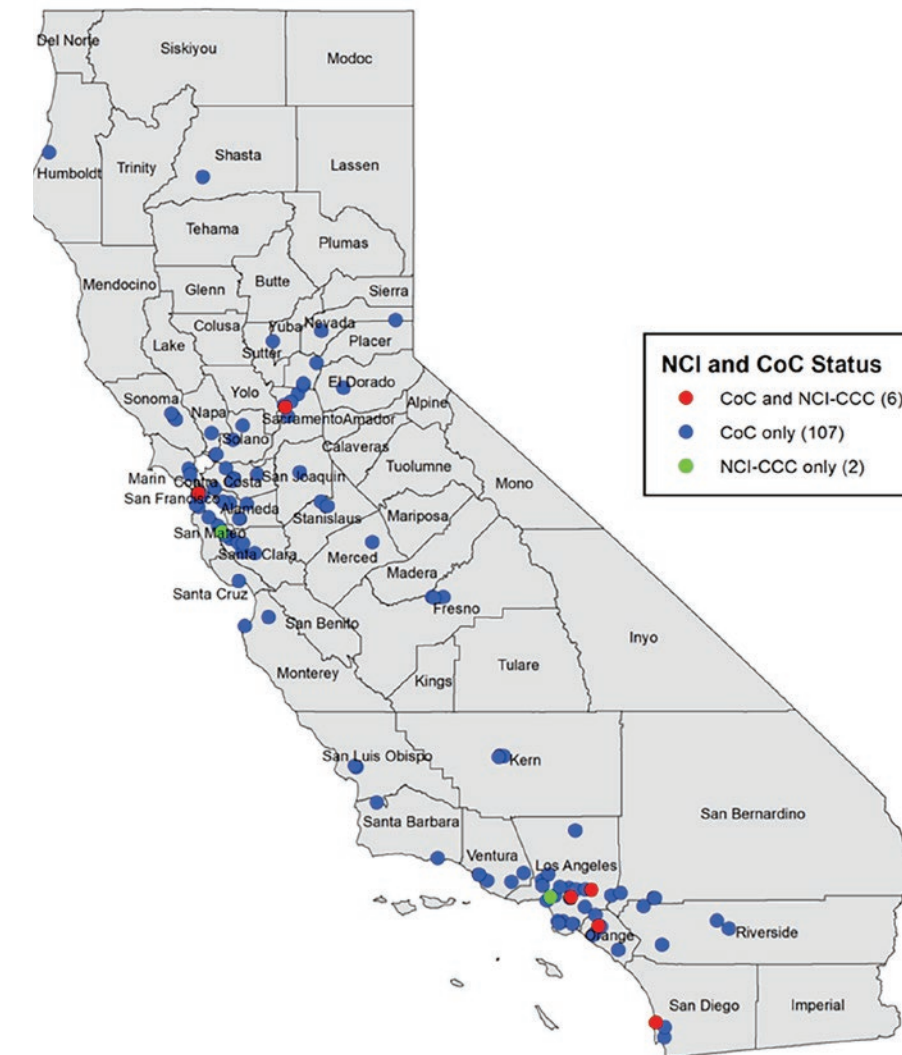 Del Norte
Siskiyou
Modoc
Humboldt
Trinity
Shasta
Lassen
Tehama
Plumas
Mendocino
Glenn
Butte
Sierra
Lake
Colusa
Yuba
Nevada
Sutter
Placer
Sonoma
Napa
Yolo
El Dorado
Alpine
Sacramento
Amador
Solano
Calaveras
Marin
Contra Costa
San Joaquin
Tuolumne
Mono
San Francisco
Alameda
Stanislaus
Mariposa
San Mateo
Santa Clara
Merced
Madera
Santa Cruz
San Benito
Fresno
Inyo
Monterey
Kings
Tulare
San Luis Obispo
Kern
Santa Barbara
San Bernardino
Ventura
Los Angeles
Orange
Riverside
San Diego
Imperial
NCI and CoC Status
CoC and NCI-CCC (6)
CoC only (107)
NCI-CCC only (2)